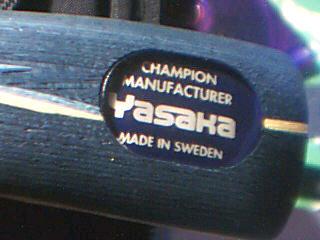 CHAMPION
MANUFACTURER
Yasaka
MADE IN SWEDEN